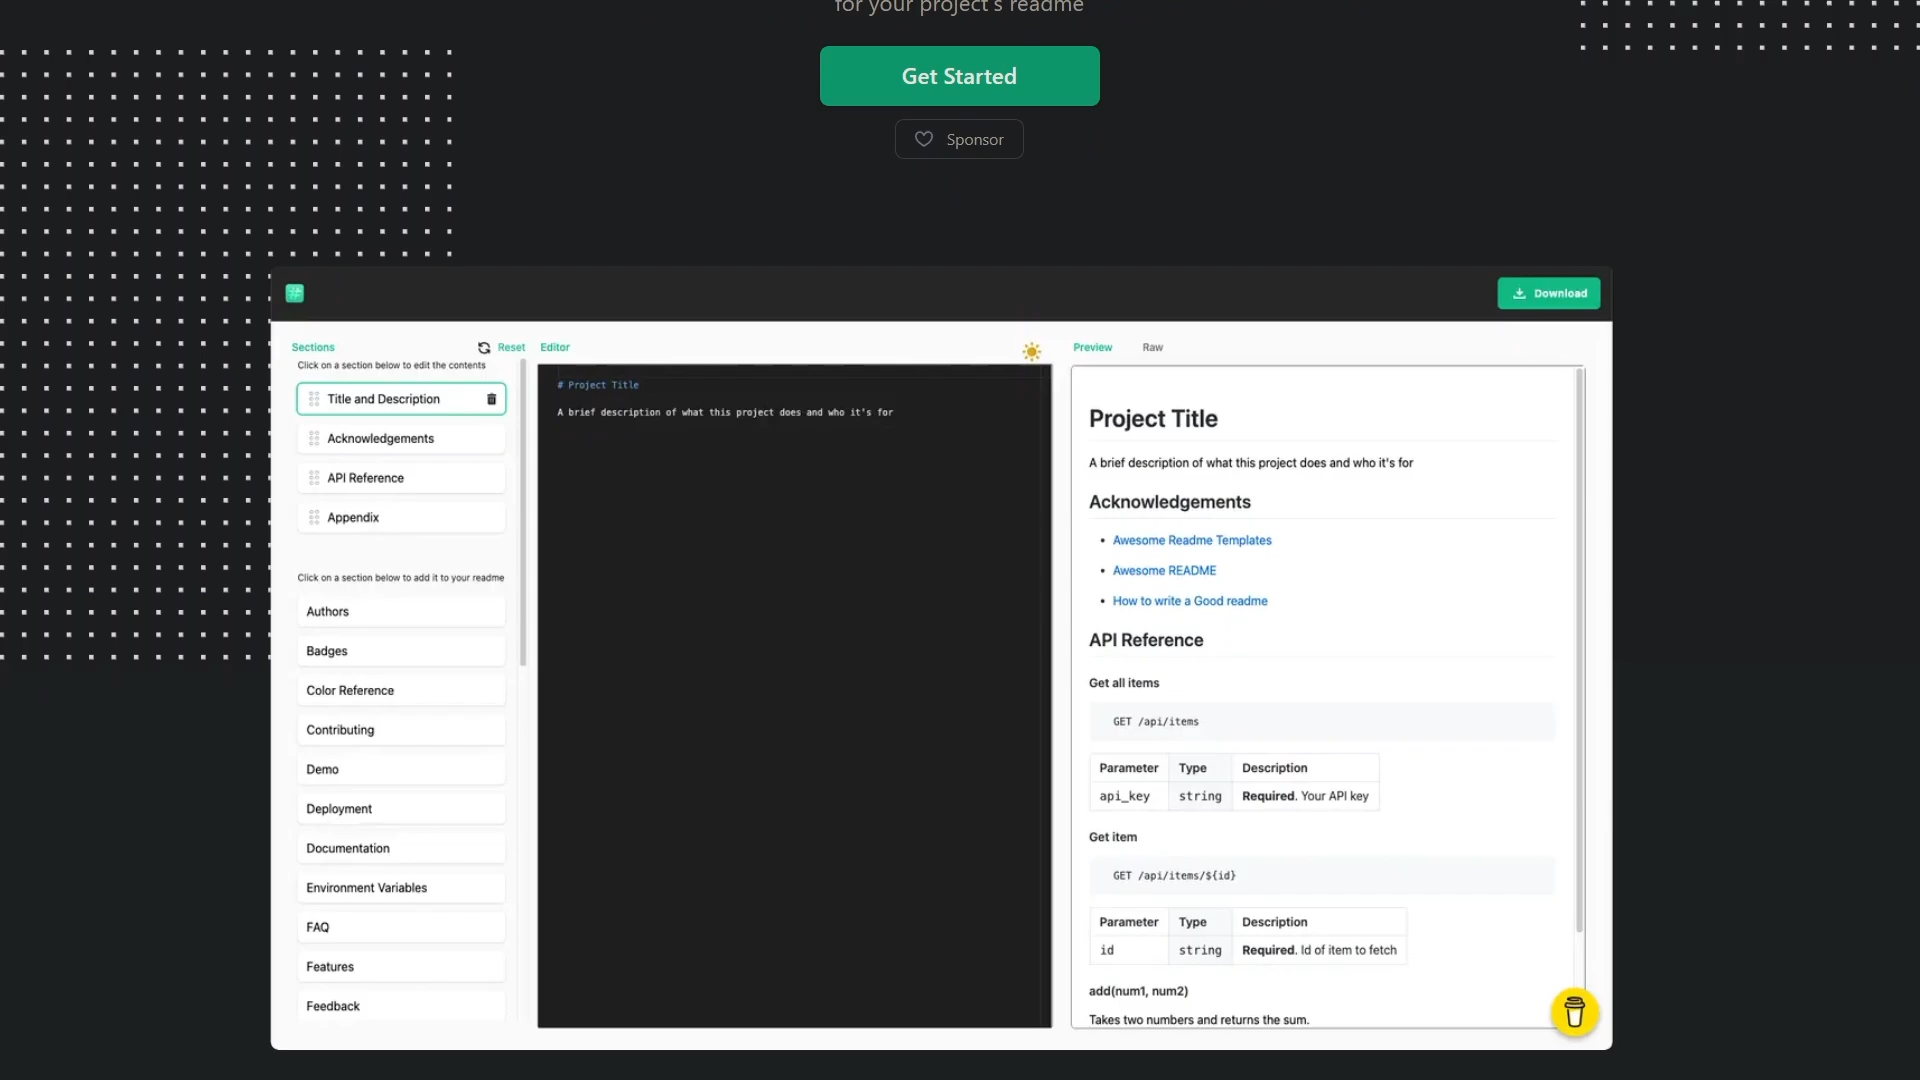 for your project's readme
Get Started
Sponsor
Download
Sections
Reset
Click on a section below to edit the contents
Title and Description
Acknowledgements
API Reference
Appendix
Click on a section below to add it to your readme
Authors
Badges
Color Reference
Contributing
Demo
Deployment
Documentation
Environment Variables
FAQ
Features
Feedback
Editor
# Project Title
A brief description of what this project does and who it's for
Preview Raw
Project Title
A brief description of what this project does and who it's for
Acknowledgements
• Awesome Readme Templates
• Awesome README
• How to write a Good readme
API Reference
Get all items
GET /api/items
Parameter Type Description
api_key string Required. Your API key
Get item
GET /api/items/${id}
Parameter Type Description
id string Required. Id of item to fetch
add(num1, num2)
Takes two numbers and returns the sum.